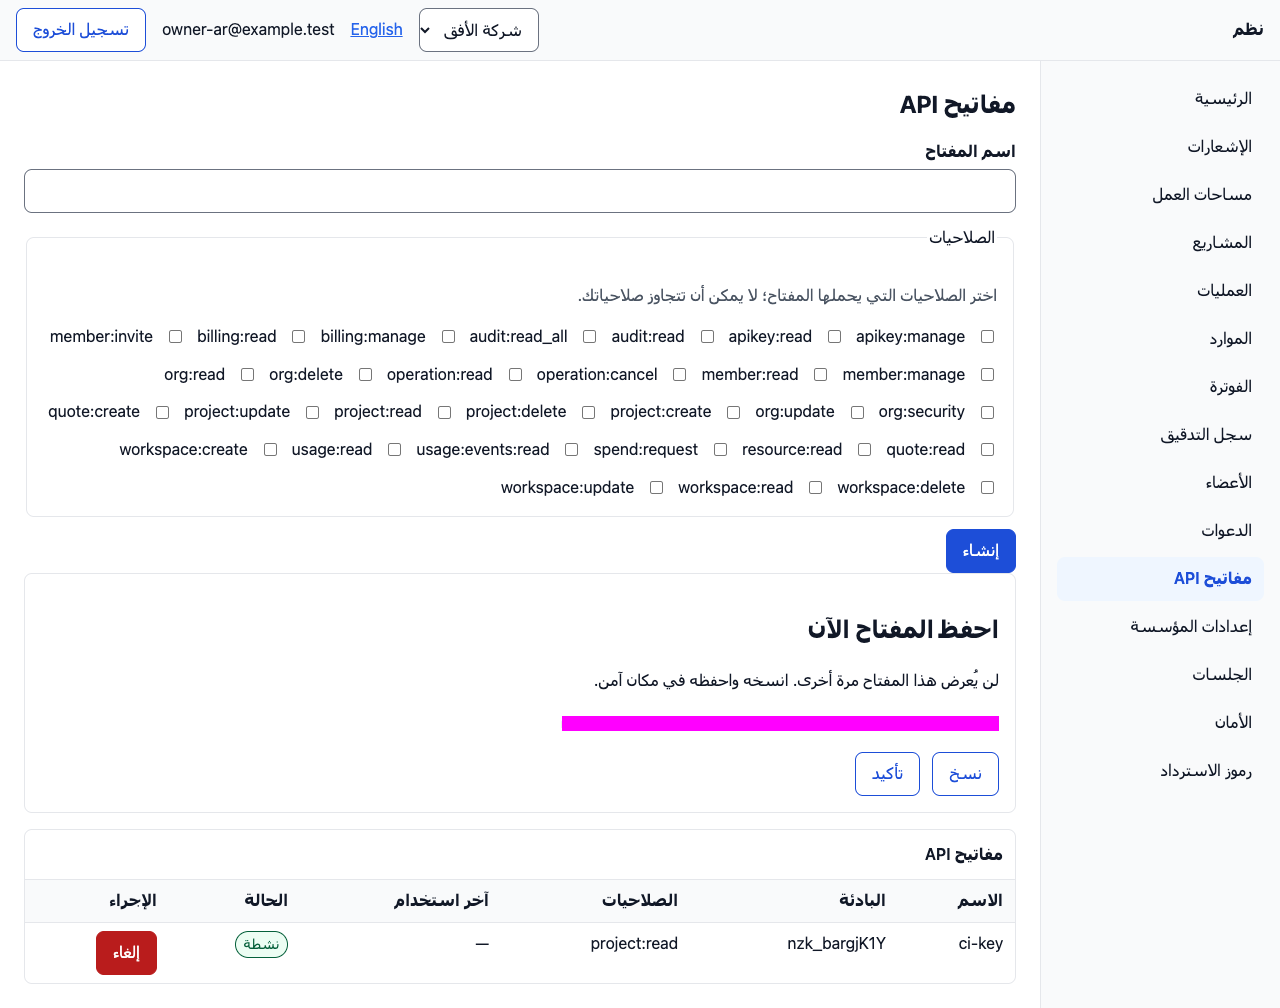 نظم
شركة الأفق
English
owner-ar@example.test
تسجيل الخروج
الرئيسية
الإشعارات
مساحات العمل
المشاريع
العمليات
الموارد
الفوترة
سجل التدقيق
الأعضاء
الدعوات
مفاتيح API
إعدادات المؤسسة
الجلسات
الأمان
رموز الاسترداد
مفاتيح API
اسم المفتاح
الصلاحيات
اختر الصلاحيات التي يحملها المفتاح؛ لا يمكن أن تتجاوز صلاحياتك.
apikey:manage apikey:read audit:read audit:read_all billing:manage billing:read member:invite
member:manage member:read operation:cancel operation:read org:delete org:read
org:security org:update project:create project:delete project:read project:update quote:create
quote:read resource:read spend:request usage:events:read usage:read workspace:create
workspace:delete workspace:read workspace:update
إنشاء
احفظ المفتاح الآن
لن يُعرض هذا المفتاح مرة أخرى. انسخه واحفظه في مكان آمن.
نسخ تأكيد
مفاتيح API
الاسم البادئة الصلاحيات آخر استخدام الحالة الإجراء
ci-key nzk_bargjK1Y project:read — نشطة إلغاء